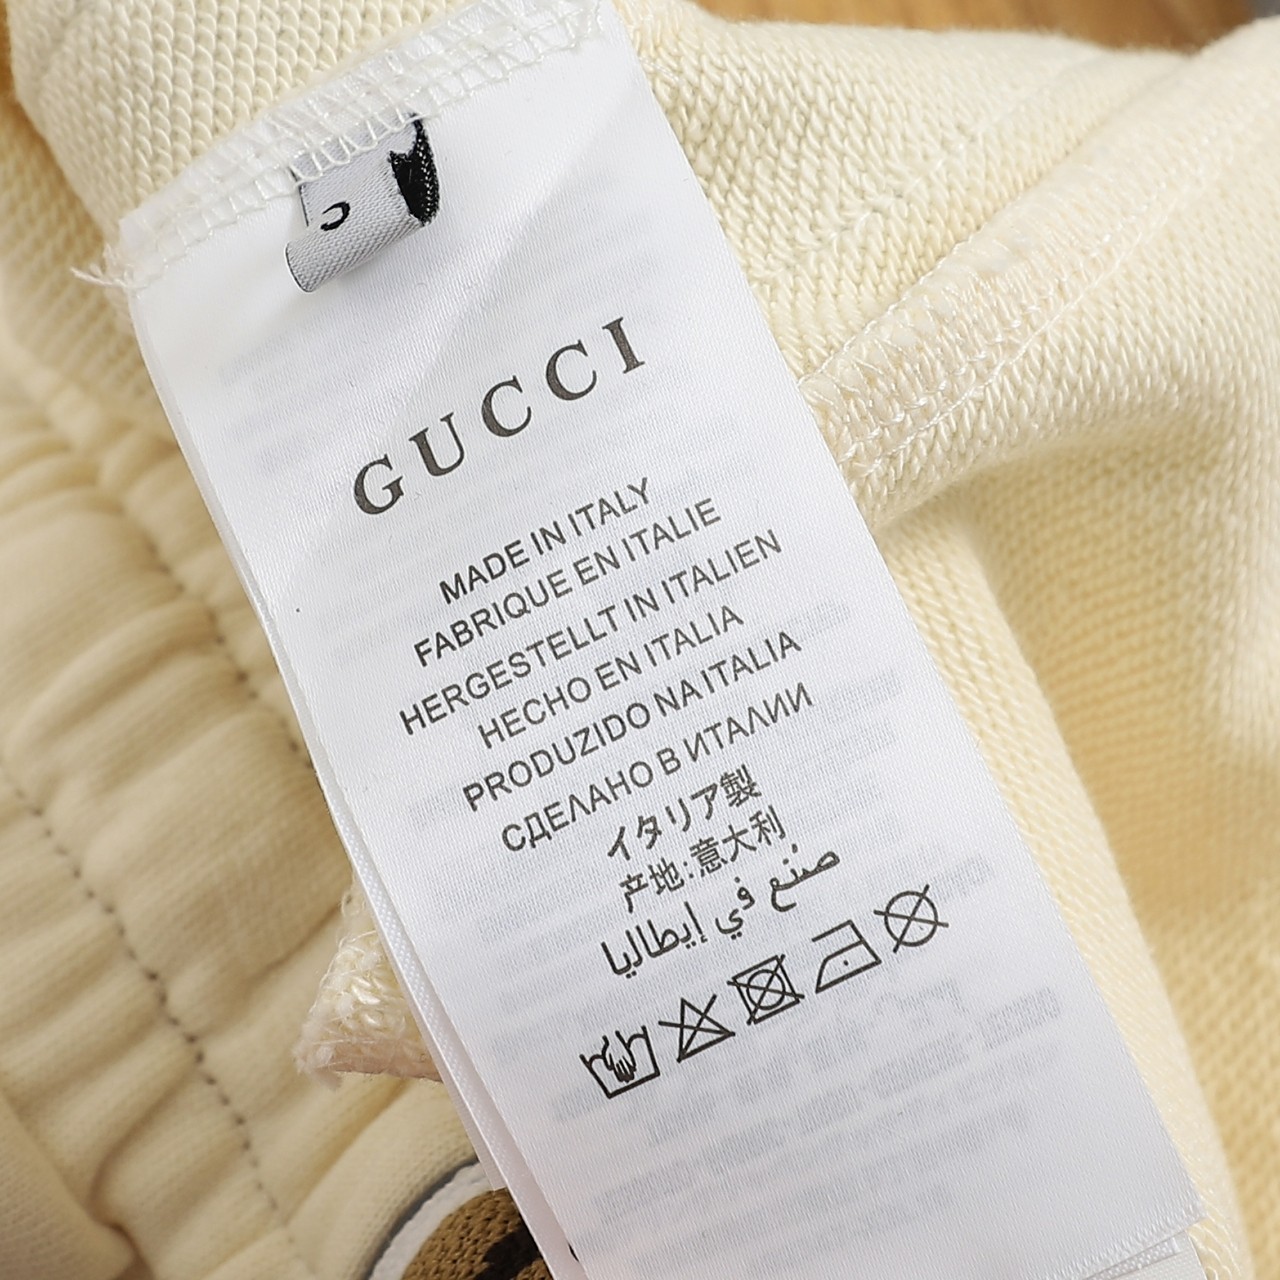 GUCCI
MADE IN ITALY
FABRIQUE EN ITALIE
HERGESTELLT IN ITALIEN
HECHO EN ITALIA
PRODUZIDO NA ITALIA
СДЕЛАНО В ИТАЛИИ
イタリア製
产地:意大利
صنع في إيطاليا